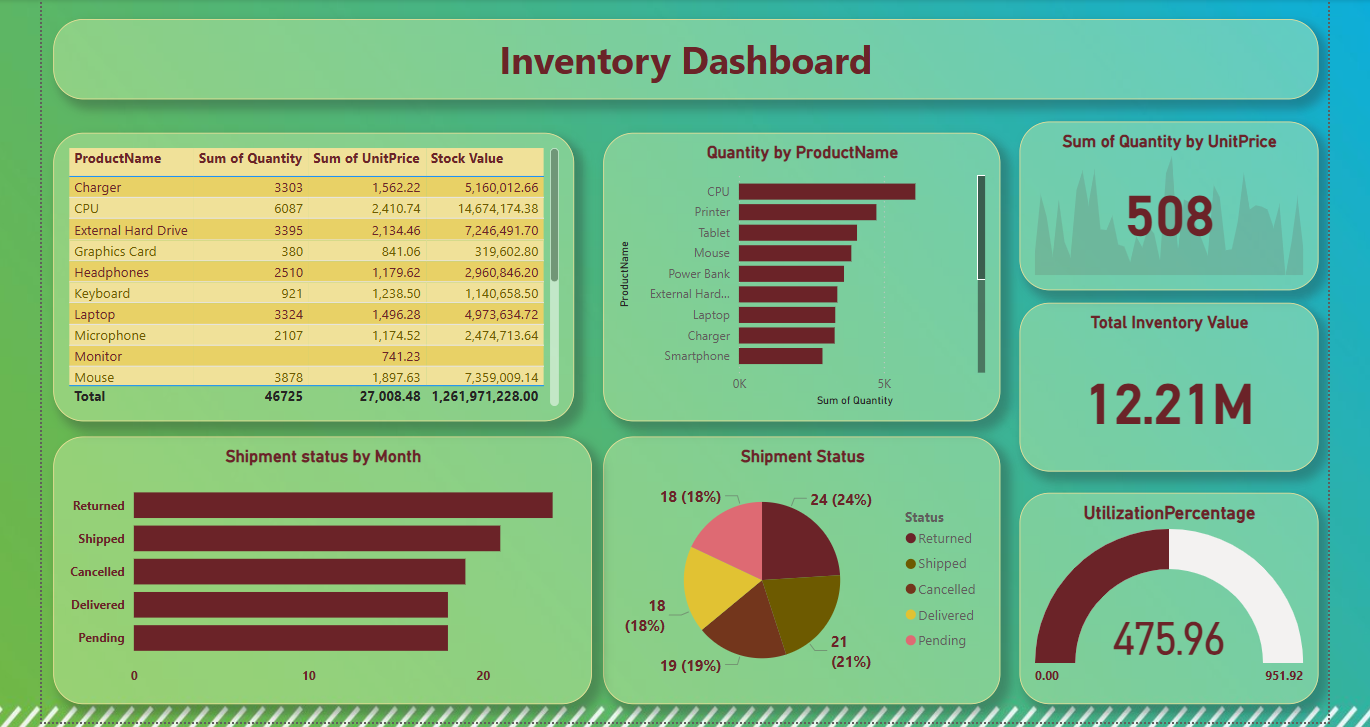 Inventory Dashboard
ProductName Sum of Quantity Sum of UnitPrice Stock Value
Charger 3303 1,562.22 5,160,012.66
CPU 6087 2,410.74 14,674,174.38
External Hard Drive 3395 2,134.46 7,246,491.70
Graphics Card 380 841.06 319,602.80
Headphones 2510 1,179.62 2,960,846.20
Keyboard 921 1,238.50 1,140,658.50
Laptop 3324 1,496.28 4,973,634.72
Microphone 2107 1,174.52 2,474,713.64
Monitor 741.23
Mouse 3878 1,897.63 7,359,009.14
Total 46725 27,008.48 1,261,971,228.00
Quantity by ProductName
ProductName
CPU
Printer
Tablet
Mouse
Power Bank
External Hard...
Laptop
Charger
Smartphone
0K 5K
Sum of Quantity
Sum of Quantity by UnitPrice
508
Total Inventory Value
12.21M
Shipment status by Month
Returned
Shipped
Cancelled
Delivered
Pending
0 10 20
Shipment Status
18 (18%)
24 (24%)
18
(18%)
19 (19%)
21
(21%)
Status
Returned
Shipped
Cancelled
Delivered
Pending
UtilizationPercentage
475.96
0.00 951.92